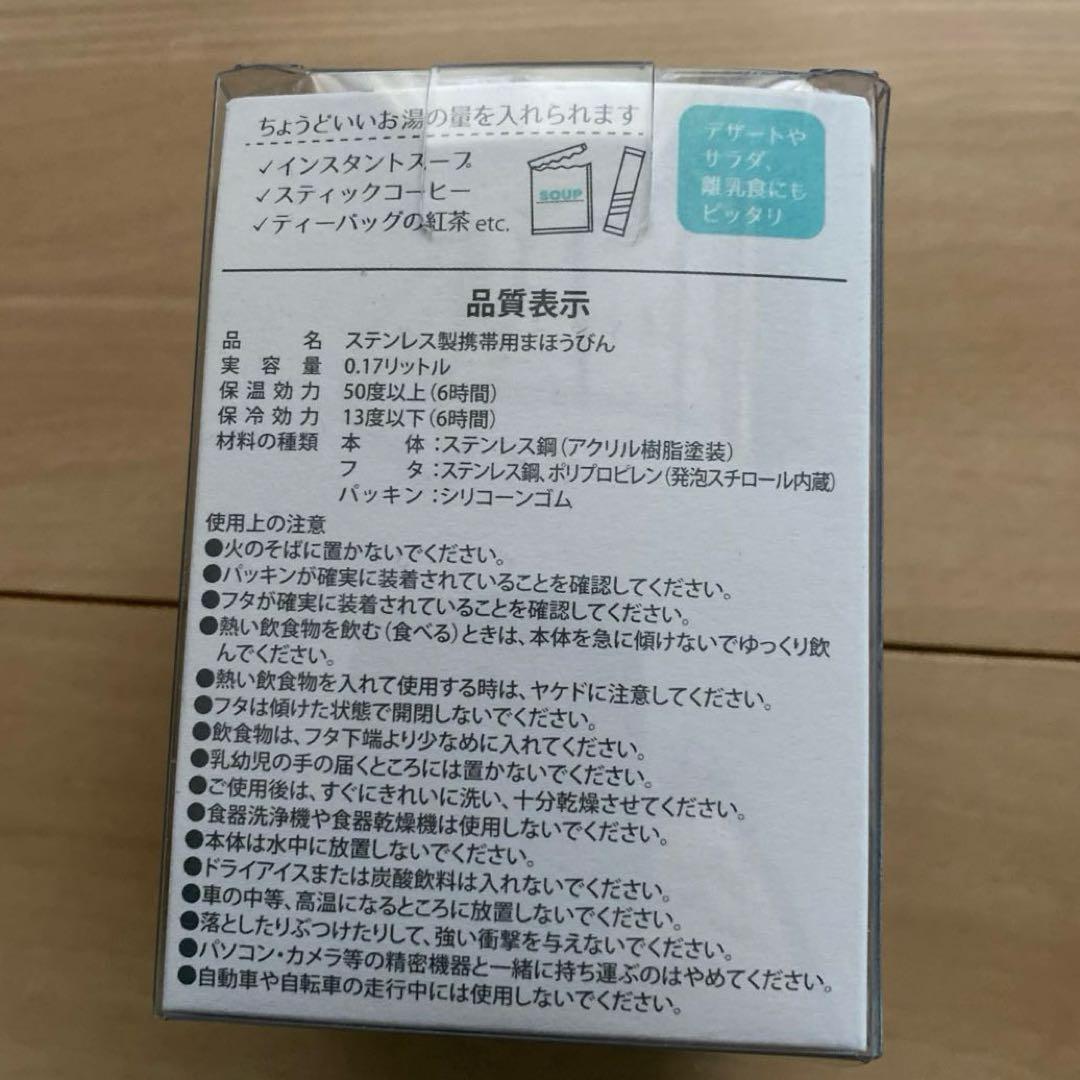 ちょうどいいお湯の量を入れられます
✓インスタントスープ
✓スティックコーヒー
✓ティーバッグの紅茶 etc.
SOUP
デザートや
サラダ、
離乳食にも
ピッタリ
品質表示
品名 ステンレス製携帯用まほうびん
実容量 0.17リットル
保温効力 50度以上(6時間)
保冷効力 13度以下(6時間)
材料の種類 本体:ステンレス鋼(アクリル樹脂塗装)
フタ:ステンレス鋼、ポリプロピレン(発泡スチロール内蔵)
パッキン:シリコーンゴム
使用上の注意
●火のそばに置かないでください。
●パッキンが確実に装着されていることを確認してください。
●フタが確実に装着されていることを確認してください。
●熱い飲食物を飲む(食べる)ときは、本体を急に傾けないでゆっくり飲
んでください。
●熱い飲食物を入れて使用する時は、ヤケドに注意してください。
●フタは傾けた状態で開閉しないでください。
●飲食物は、フタ下端より少なめに入れてください。
●乳幼児の手の届くところには置かないでください。
●ご使用後は、すぐにきれいに洗い、十分乾燥させてください。
●食器洗浄機や食器乾燥機は使用しないでください。
●本体は水中に放置しないでください。
●ドライアイスまたは炭酸飲料は入れないでください。
●車の中等、高温になるところに放置しないでください。
●落としたりぶつけたりして、強い衝撃を与えないでください。
●パソコン・カメラ等の精密機器と一緒に持ち運ぶのはやめてください。
●自動車や自転車の走行中には使用しないでください。